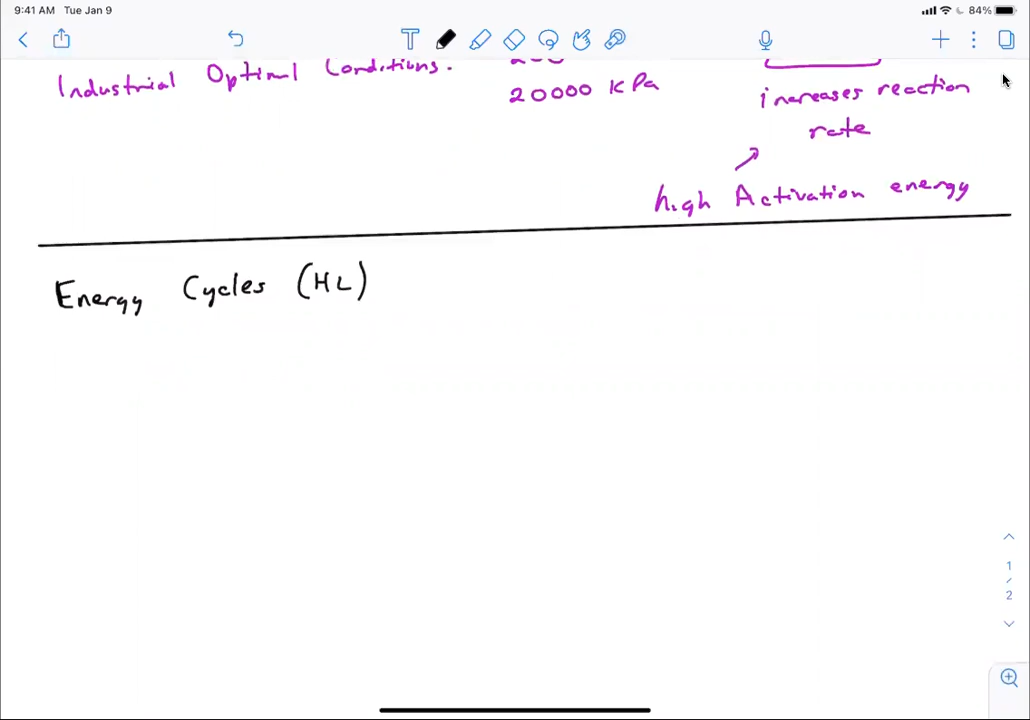 9:41 AM Tue Jan 9
84%
Industrial Optimal Conditions.
20000 KPa
increases reaction
rate
high Activation energy
Energy Cycles (HL)
1
/
2